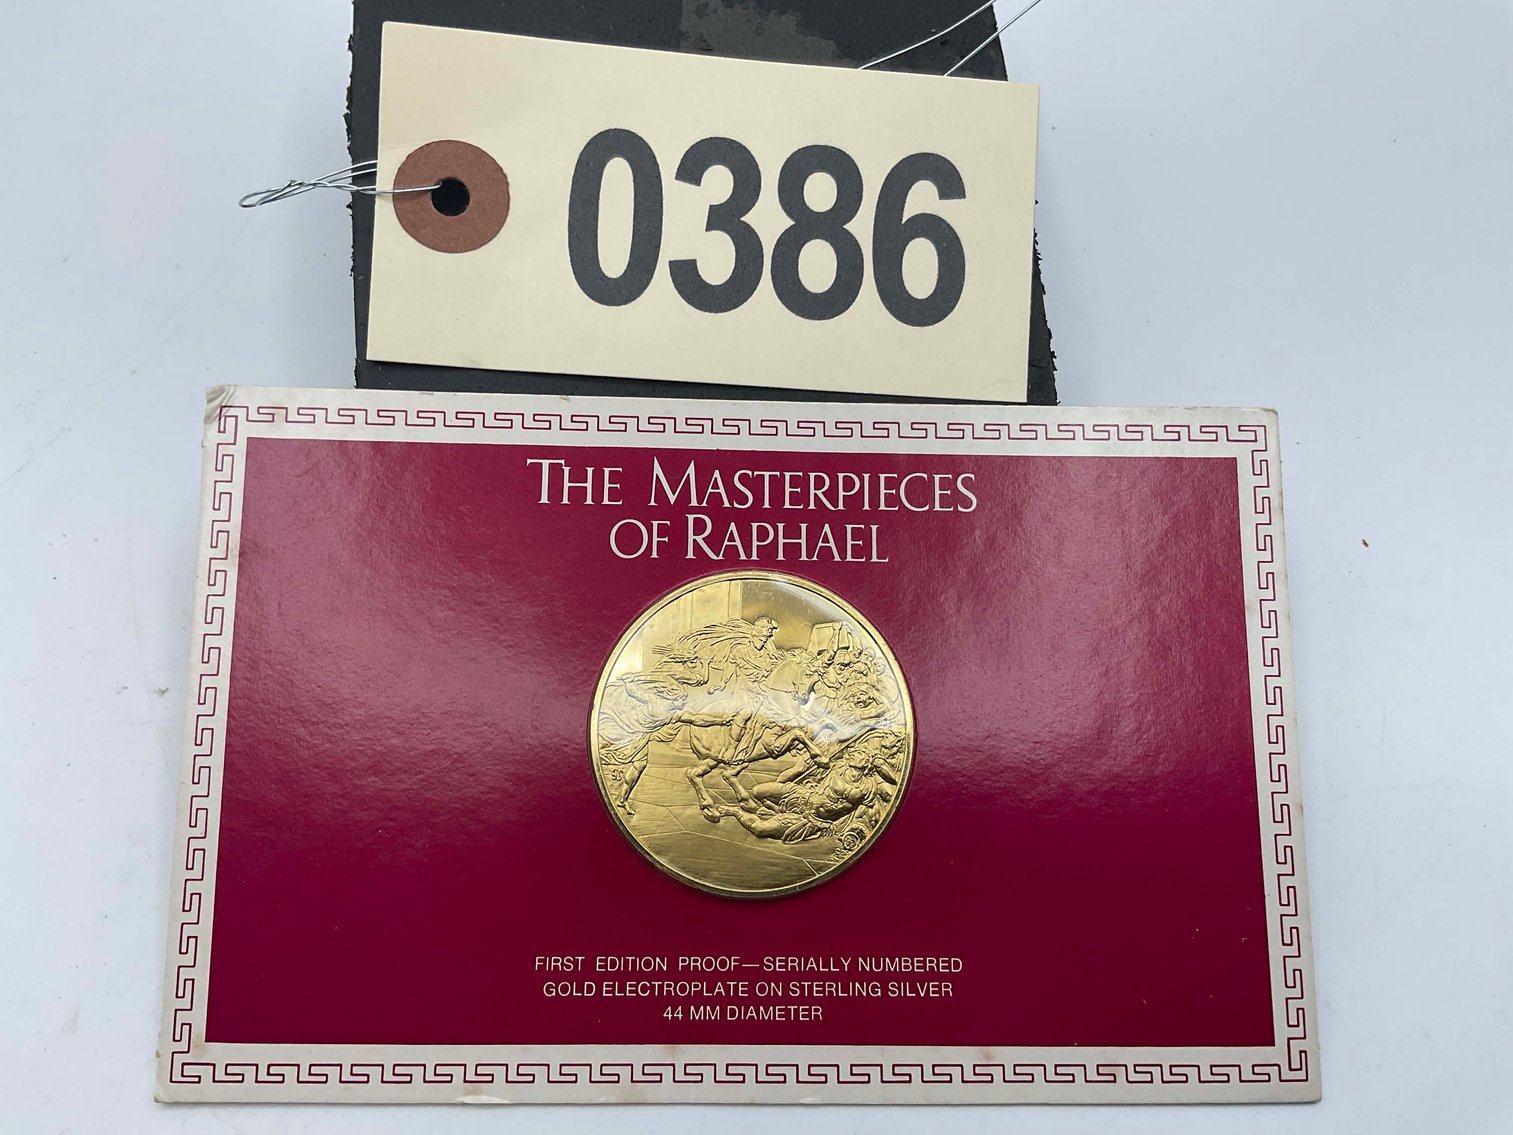 0386
THE MASTERPIECES
OF RAPHAEL
FIRST EDITION PROOF—SERIALLY NUMBERED
GOLD ELECTROPLATE ON STERLING SILVER
44 MM DIAMETER